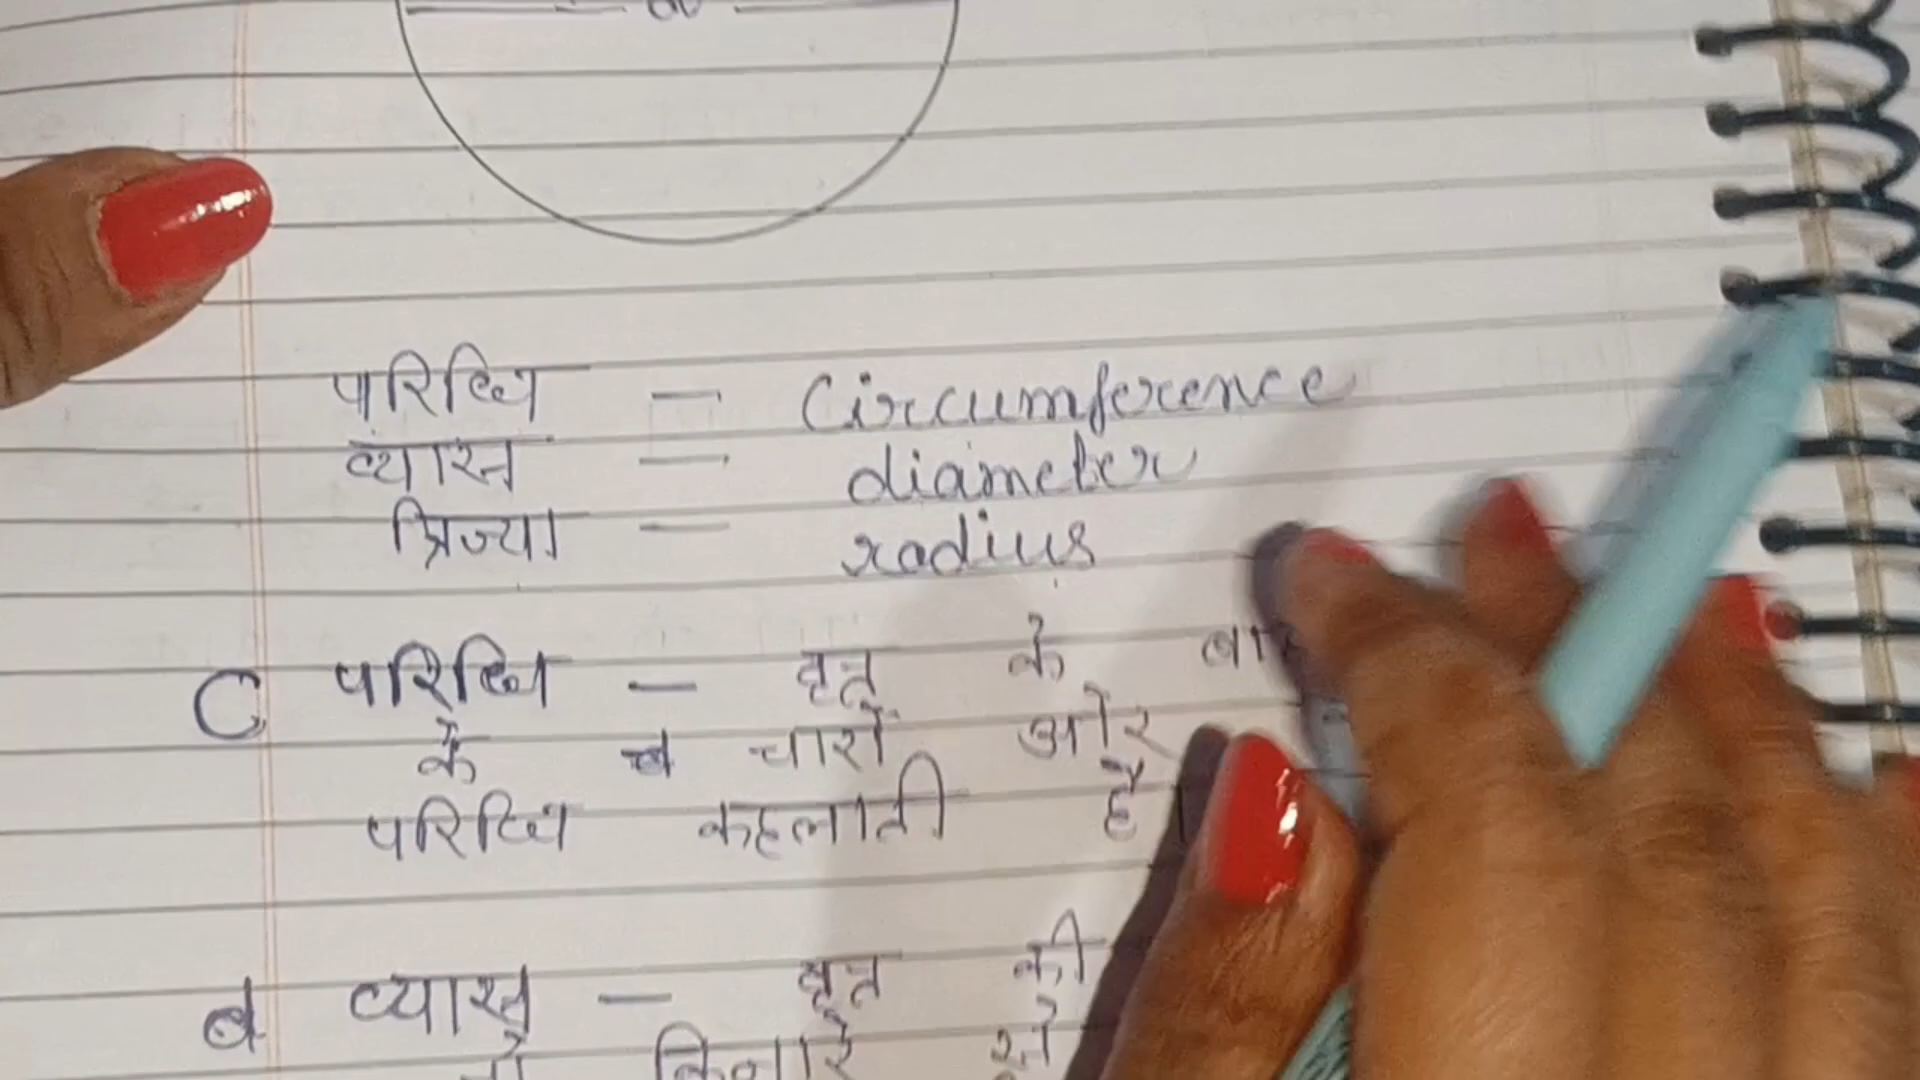 परिधि — Circumference
व्यास — diameter
त्रिज्या — radius
C परिधि — वृत्त के
के चारों ओर
परिधि कहलाती है।
व्यास — वृत्त की
किनारे से